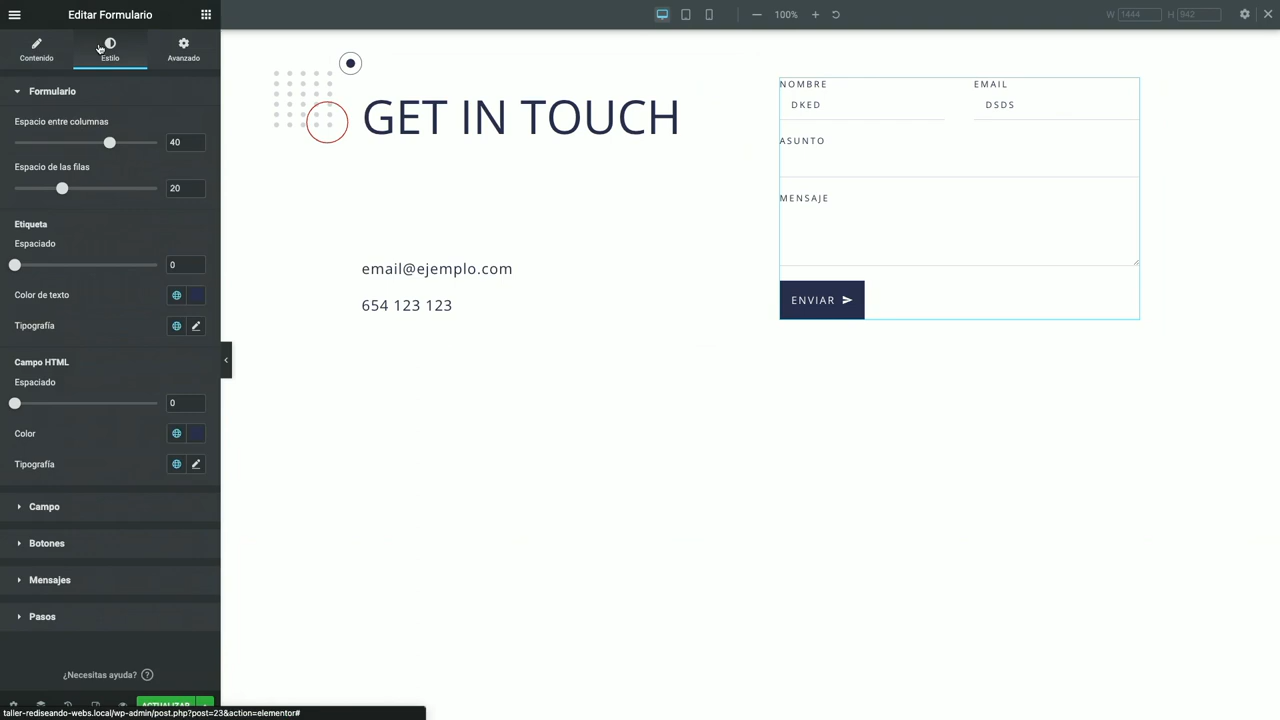 Editar Formulario
100%
W 1444
H 942
Contenido
Estilo
Avanzado
Formulario
Espacio entre columnas
40
Espacio de las filas
20
Etiqueta
Espaciado
0
Color de texto
Tipografía
Campo HTML
Espaciado
0
Color
Tipografía
Campo
Botones
Mensajes
Pasos
¿Necesitas ayuda? ?
ACTUALIZAR
taller-rediseando-webs.local/wp-admin/post.php?post=23&action=elementor#
GET IN TOUCH
email@ejemplo.com
654 123 123
NOMBRE
EMAIL
DKED
DSDS
ASUNTO
MENSAJE
ENVIAR